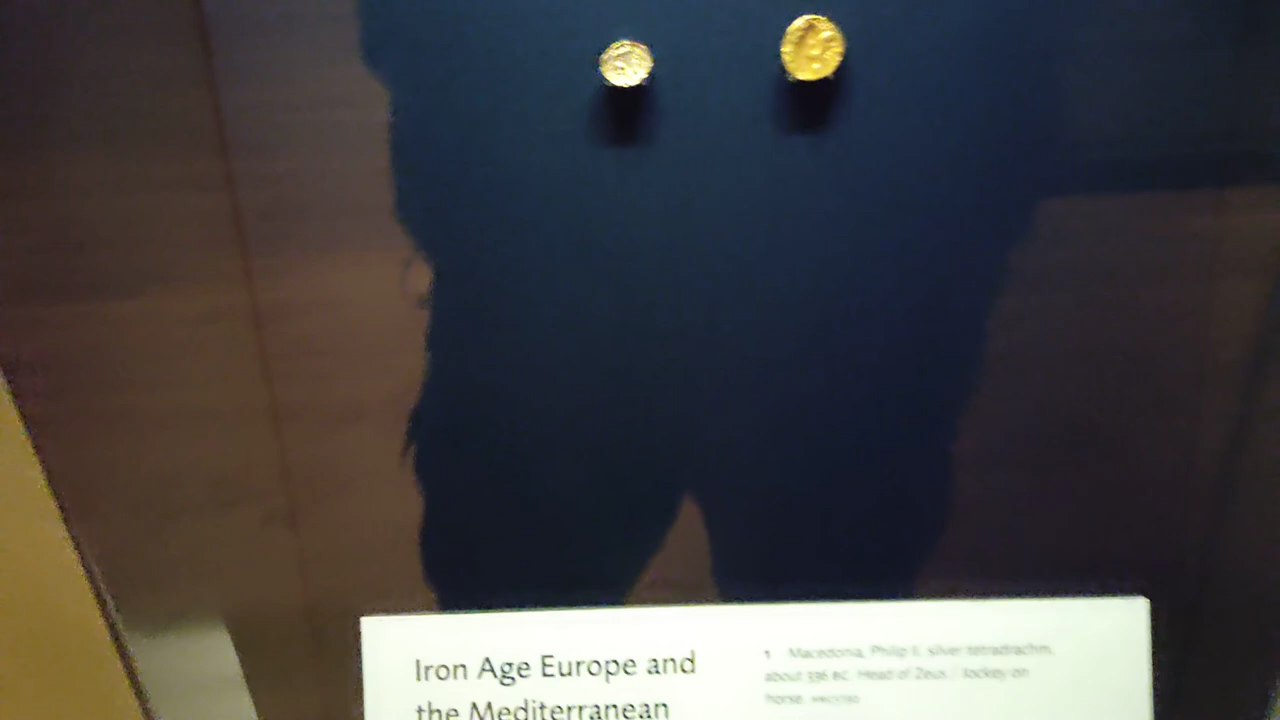 Iron Age Europe and
the Mediterranean
1 Macedonia, Philip II, silver tetradrachm,
about 336 BC. Head of Zeus / Jockey on
horse.